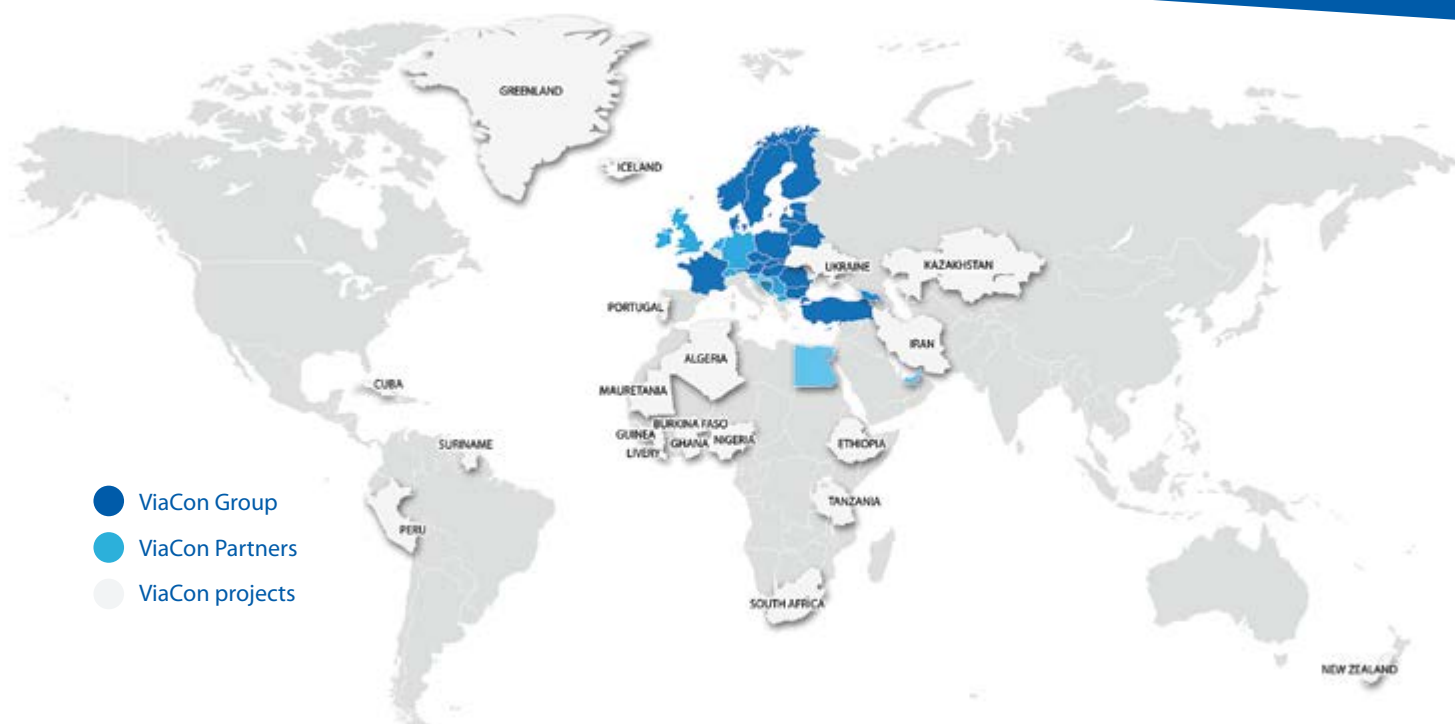 GREENLAND
ICELAND
UKRAINE
KAZAKHSTAN
PORTUGAL
IRAN
ALGERIA
CUBA
MAURETANIA
BURKINA FASO
GUINEA
GHANA
NIGERIA
SURINAME
ETHIOPIA
LIVERY
ViaCon Group
TANZANIA
PERU
ViaCon Partners
ViaCon projects
SOUTH AFRICA
NEW ZEALAND